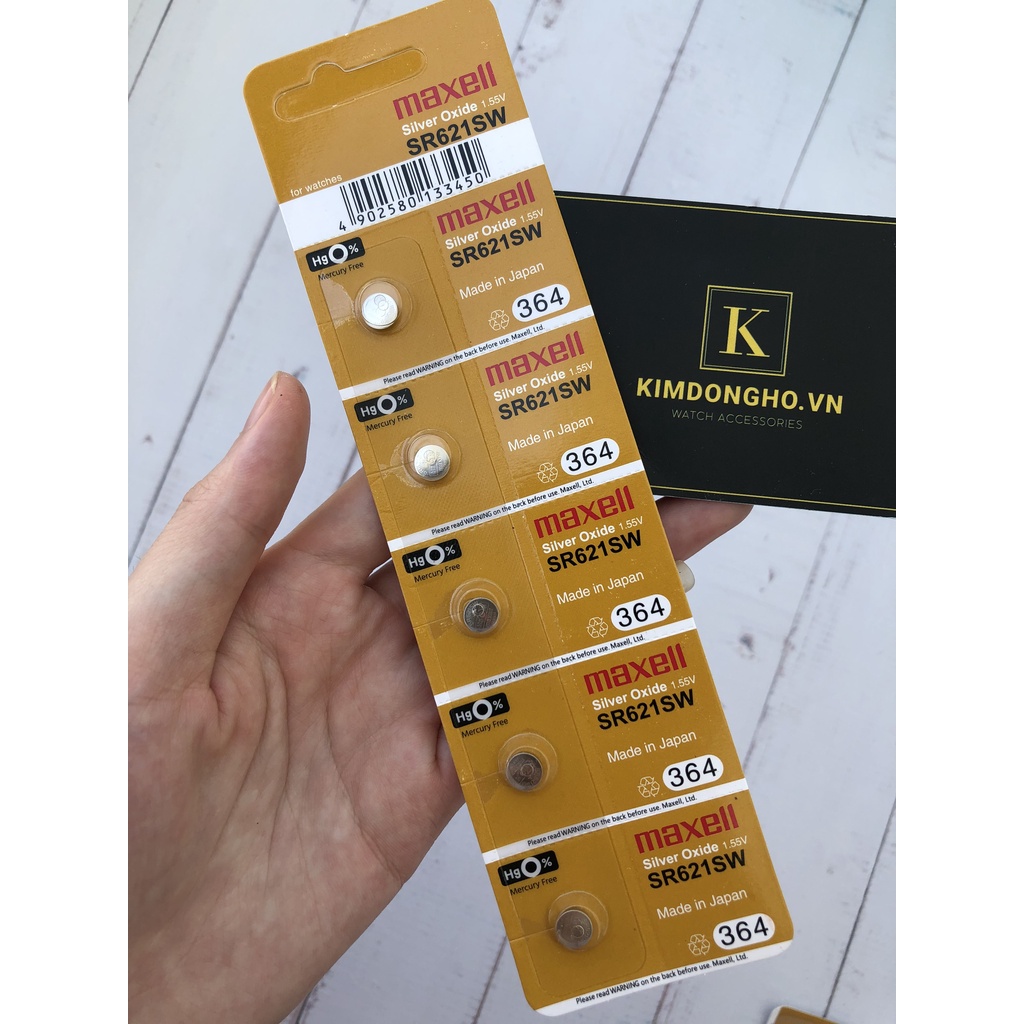 maxell
Silver Oxide 1.55V
SR621SW
for watches
4 902580 133450
maxell
Silver Oxide 1.55V
SR621SW
Hg0%
Mercury Free
Made in Japan
364
Please read WARNING on the back before use. Maxell, Ltd.
maxell
Silver Oxide 1.55V
SR621SW
Hg0%
Mercury Free
Made in Japan
364
Please read WARNING on the back before use. Maxell, Ltd.
maxell
Silver Oxide 1.55V
SR621SW
Hg0%
Mercury Free
Made in Japan
364
Please read WARNING on the back before use. Maxell, Ltd.
maxell
Silver Oxide 1.55V
SR621SW
Hg0%
Mercury Free
Made in Japan
364
Please read WARNING on the back before use. Maxell, Ltd.
maxell
Silver Oxide 1.55V
SR621SW
Hg0%
Mercury Free
Made in Japan
364
Please read WARNING on the back before use. Maxell, Ltd.
K
KIMDONGHO.VN
WATCH ACCESSORIES